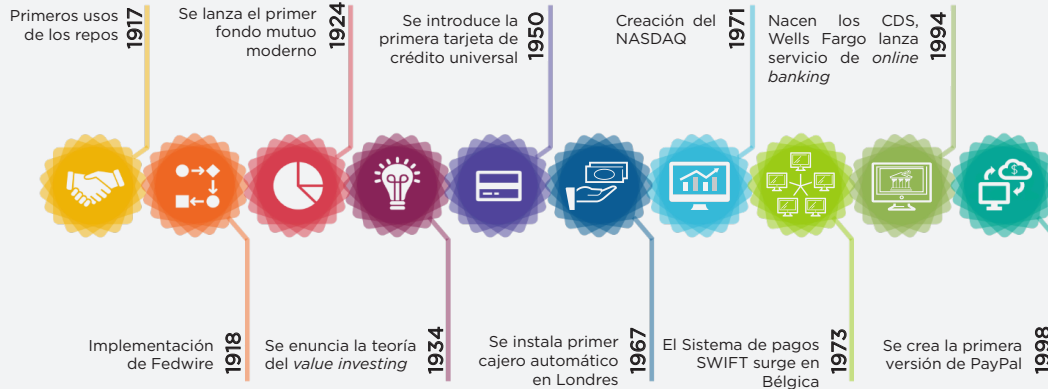 Primeros usos
de los repos
1917
Se lanza el primer
fondo mutuo
moderno
1924
Se introduce la
primera tarjeta de
crédito universal
1950
Creación del
NASDAQ
1971
Nacen los CDS,
Wells Fargo lanza
servicio de online
banking
1994
Implementación
de Fedwire
1918
Se enuncia la teoría
del value investing
1934
Se instala primer
cajero automático
en Londres
1967
El Sistema de pagos
SWIFT surge en
Bélgica
1973
Se crea la primera
versión de PayPal
1998
$